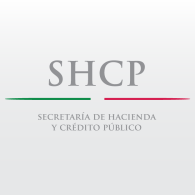 SHCP
SECRETARÍA DE HACIENDA
Y CRÉDITO PÚBLICO